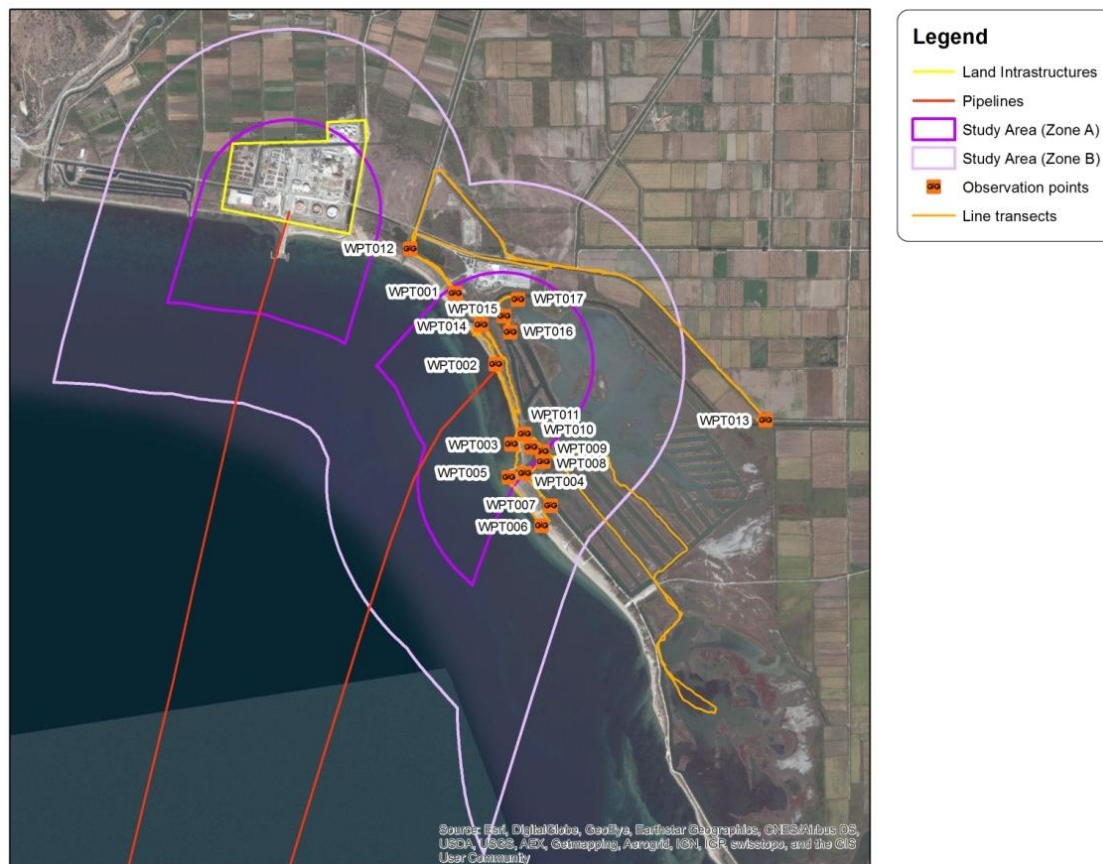 Legend
Land Intrastructures
Pipelines
Study Area (Zone A)
Study Area (Zone B)
Observation points
Line transects
WPT012
WPT001
WPT017
WPT015
WPT014
WPT016
WPT002
WPT011
WPT010
WPT013
WPT003
WPT009
WPT008
WPT005
WPT004
WPT007
WPT006
Source: Esri, DigitalGlobe, GeoEye, Earthstar Geographics, CNES/Airbus DS,
USDA, USGS, AEX, Getmapping, Aerogrid, IGN, IGP, swisstopo, and the GIS
User Community